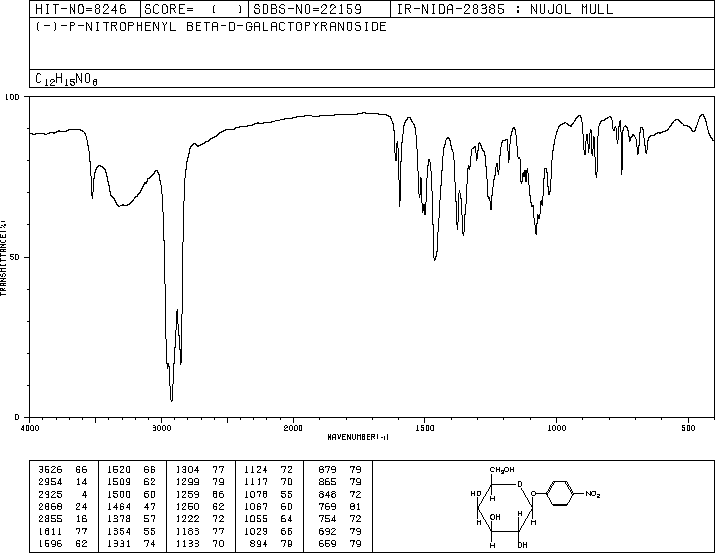 HIT-NO=8246 SCORE= ( ) SDBS-NO=22159 IR-NIDA-28385 : NUJOL MULL
(-)-P-NITROPHENYL BETA-D-GALACTOPYRANOSIDE
C12H15NO8
100
50
0
TRANSMITTANCE(%)
4000 3000 2000 1500 1000 500
WAVENUMBER(-1)
3526 66 1520 66 1304 77 1124 72 879 79
2954 14 1509 62 1299 79 1117 70 865 79
2925 4 1500 60 1259 66 1078 55 848 72
2868 24 1464 47 1250 62 1067 60 769 81
2855 16 1378 57 1222 72 1055 64 754 72
1611 77 1354 55 1183 77 1029 66 692 79
1596 62 1331 74 1133 70 894 79 659 79
CH2OH
HO O O NO2
H H
OH H
H
H OH